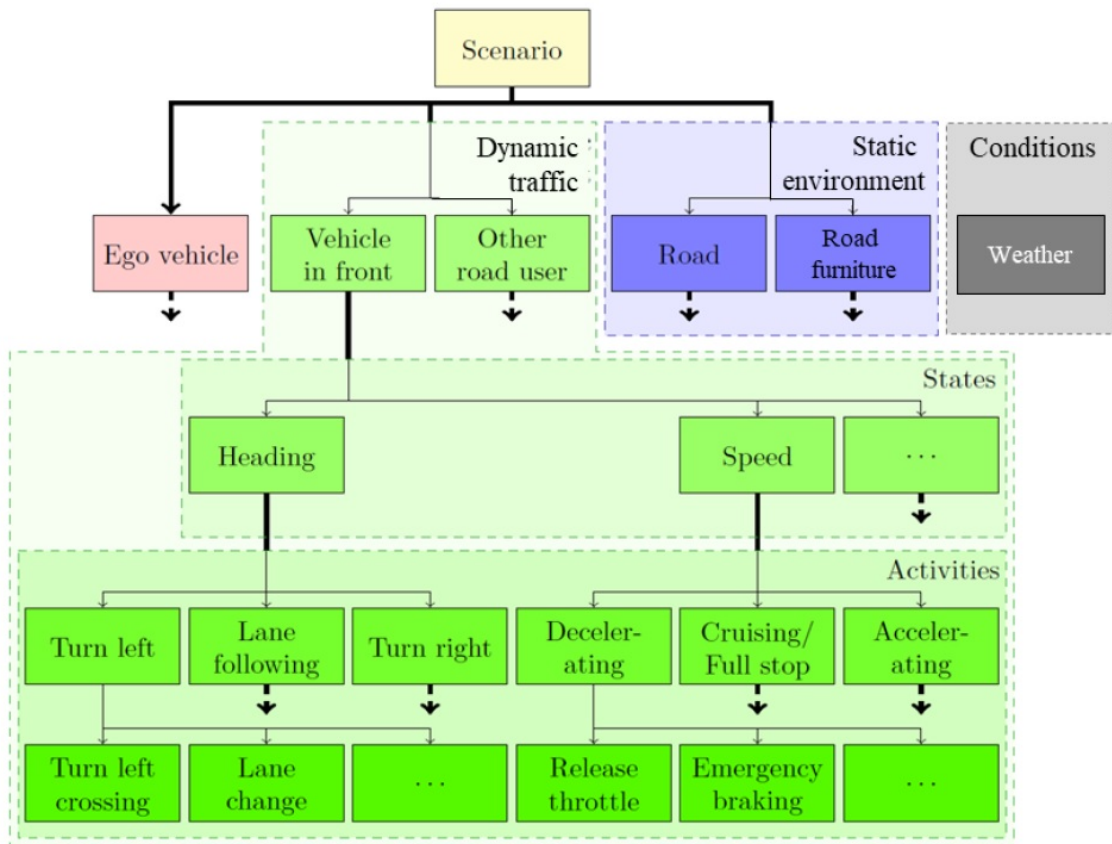 Scenario
Dynamic
traffic
Static
environment
Conditions
Ego vehicle
Vehicle
in front
Other
road user
Road
Road
furniture
Weather
States
Heading
Speed
...
Activities
Turn left
Lane
following
Turn right
Deceler-
ating
Cruising/
Full stop
Acceler-
ating
Turn left
crossing
Lane
change
...
Release
throttle
Emergency
braking
...